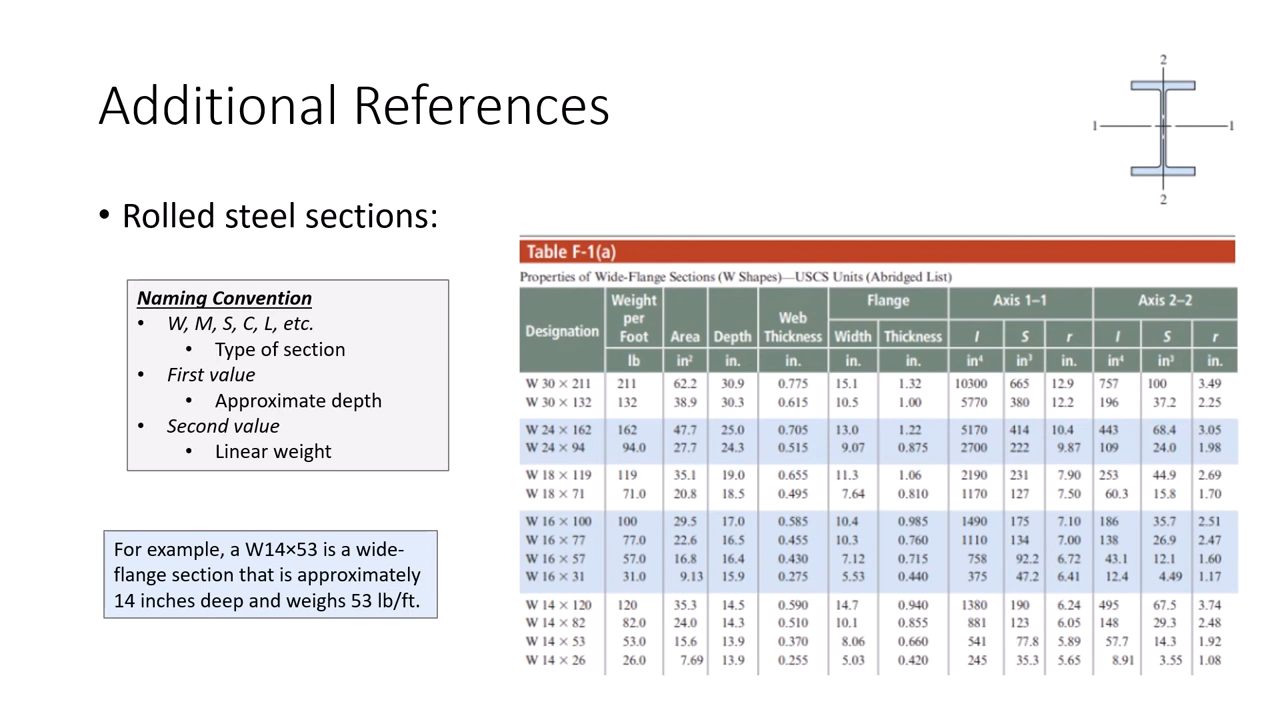 Additional References
2
1
1
2
• Rolled steel sections:
Naming Convention
• W, M, S, C, L, etc.
• Type of section
• First value
• Approximate depth
• Second value
• Linear weight
For example, a W14×53 is a wide-
flange section that is approximately
14 inches deep and weighs 53 lb/ft.
Table F-1(a)
Properties of Wide-Flange Sections (W Shapes)—USCS Units (Abridged List)
Designation Weight per Foot Area Depth Web Thickness Flange Axis 1–1 Axis 2–2
Width Thickness I S r I S r
lb in² in. in. in. in. in⁴ in³ in. in⁴ in³ in.
W 30 × 211 211 62.2 30.9 0.775 15.1 1.32 10300 665 12.9 757 100 3.49
W 30 × 132 132 38.9 30.3 0.615 10.5 1.00 5770 380 12.2 196 37.2 2.25
W 24 × 162 162 47.7 25.0 0.705 13.0 1.22 5170 414 10.4 443 68.4 3.05
W 24 × 94 94.0 27.7 24.3 0.515 9.07 0.875 2700 222 9.87 109 24.0 1.98
W 18 × 119 119 35.1 19.0 0.655 11.3 1.06 2190 231 7.90 253 44.9 2.69
W 18 × 71 71.0 20.8 18.5 0.495 7.64 0.810 1170 127 7.50 60.3 15.8 1.70
W 16 × 100 100 29.5 17.0 0.585 10.4 0.985 1490 175 7.10 186 35.7 2.51
W 16 × 77 77.0 22.6 16.5 0.455 10.3 0.760 1110 134 7.00 138 26.9 2.47
W 16 × 57 57.0 16.8 16.4 0.430 7.12 0.715 758 92.2 6.72 43.1 12.1 1.60
W 16 × 31 31.0 9.13 15.9 0.275 5.53 0.440 375 47.2 6.41 12.4 4.49 1.17
W 14 × 120 120 35.3 14.5 0.590 14.7 0.940 1380 190 6.24 495 67.5 3.74
W 14 × 82 82.0 24.0 14.3 0.510 10.1 0.855 881 123 6.05 148 29.3 2.48
W 14 × 53 53.0 15.6 13.9 0.370 8.06 0.660 541 77.8 5.89 57.7 14.3 1.92
W 14 × 26 26.0 7.69 13.9 0.255 5.03 0.420 245 35.3 5.65 8.91 3.55 1.08